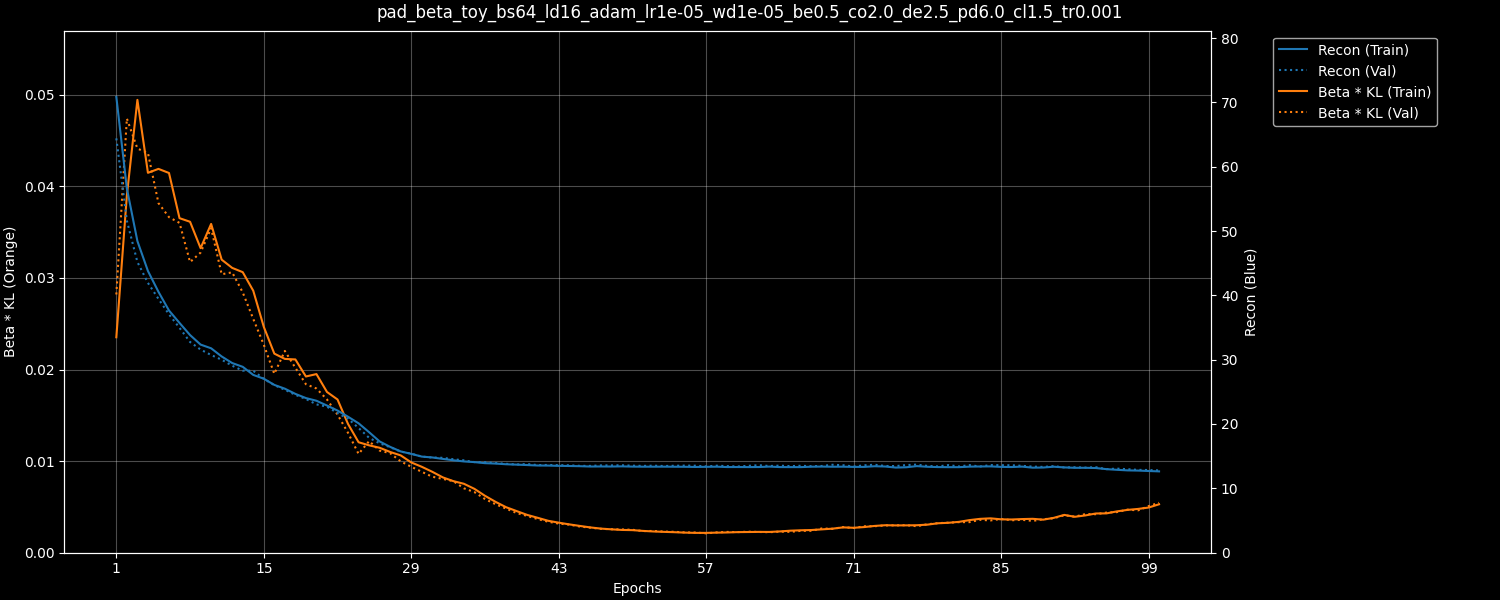 pad_beta_toy_bs64_ld16_adam_lr1e-05_wd1e-05_be0.5_co2.0_de2.5_pd6.0_cl1.5_tr0.001
Beta * KL (Orange)
0.05
0.04
0.03
0.02
0.01
0.00
1 15 29 43 57 71 85 99
Epochs
80
70
60
50
40
30
20
10
0
Recon (Blue)
Recon (Train)
Recon (Val)
Beta * KL (Train)
Beta * KL (Val)